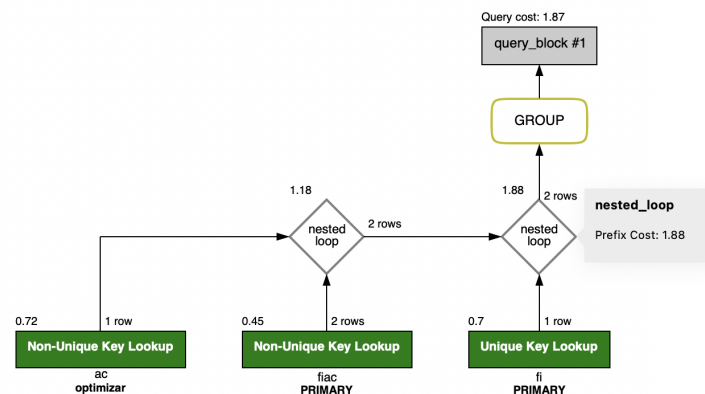 Query cost: 1.87
query_block #1
GROUP
1.18
1.88
2 rows
nested_loop
nested
loop
2 rows
nested
loop
Prefix Cost: 1.88
0.72
1 row
0.45
2 rows
0.7
1 row
Non-Unique Key Lookup
Non-Unique Key Lookup
Unique Key Lookup
ac
fiac
fi
optimizar
PRIMARY
PRIMARY